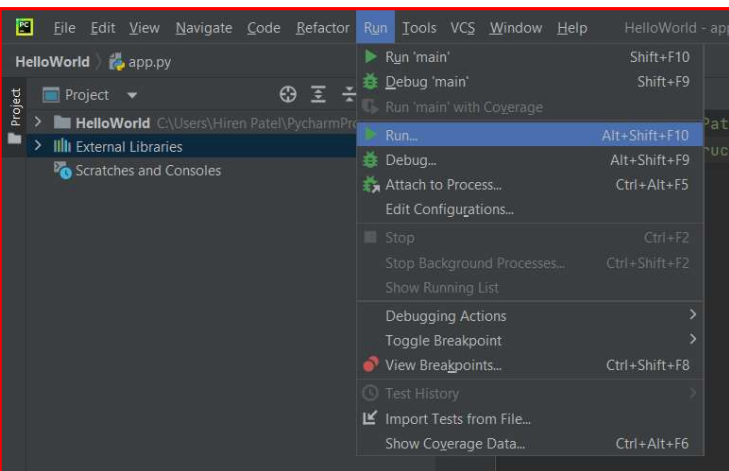 PC File Edit View Navigate Code Refactor Run Tools VCS Window Help HelloWorld - app
HelloWorld app.py
Project
Project
HelloWorld C:\Users\Hiren Patel\PycharmPro
External Libraries
Scratches and Consoles
Run 'main' Shift+F10
Debug 'main' Shift+F9
Run 'main' with Coverage
Run... Alt+Shift+F10
Debug... Alt+Shift+F9
Attach to Process... Ctrl+Alt+F5
Edit Configurations...
Stop Ctrl+F2
Stop Background Processes... Ctrl+Shift+F2
Show Running List
Debugging Actions
Toggle Breakpoint
View Breakpoints... Ctrl+Shift+F8
Test History
Import Tests from File...
Show Coverage Data... Ctrl+Alt+F6
Pat
ruc